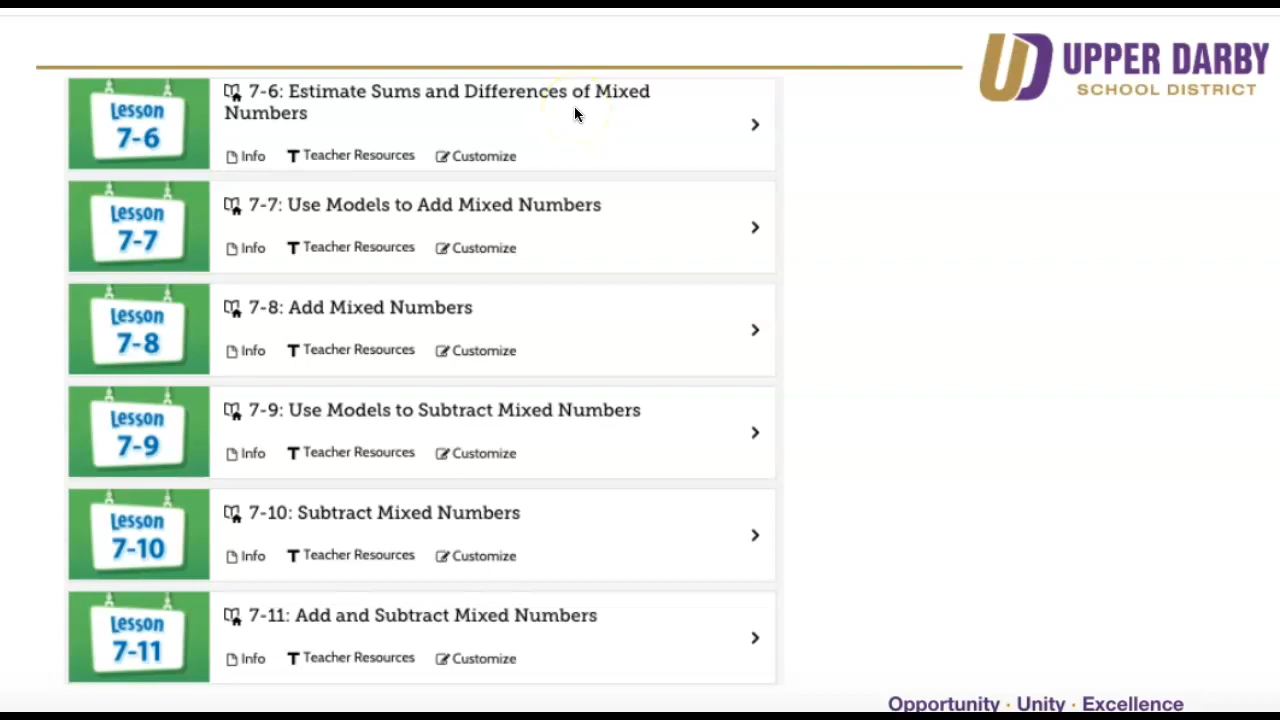 UD UPPER DARBY
SCHOOL DISTRICT
Lesson
7-6
7-6: Estimate Sums and Differences of Mixed
Numbers
Info Teacher Resources Customize
Lesson
7-7
7-7: Use Models to Add Mixed Numbers
Info Teacher Resources Customize
Lesson
7-8
7-8: Add Mixed Numbers
Info Teacher Resources Customize
Lesson
7-9
7-9: Use Models to Subtract Mixed Numbers
Info Teacher Resources Customize
Lesson
7-10
7-10: Subtract Mixed Numbers
Info Teacher Resources Customize
Lesson
7-11
7-11: Add and Subtract Mixed Numbers
Info Teacher Resources Customize
Opportunity · Unity · Excellence